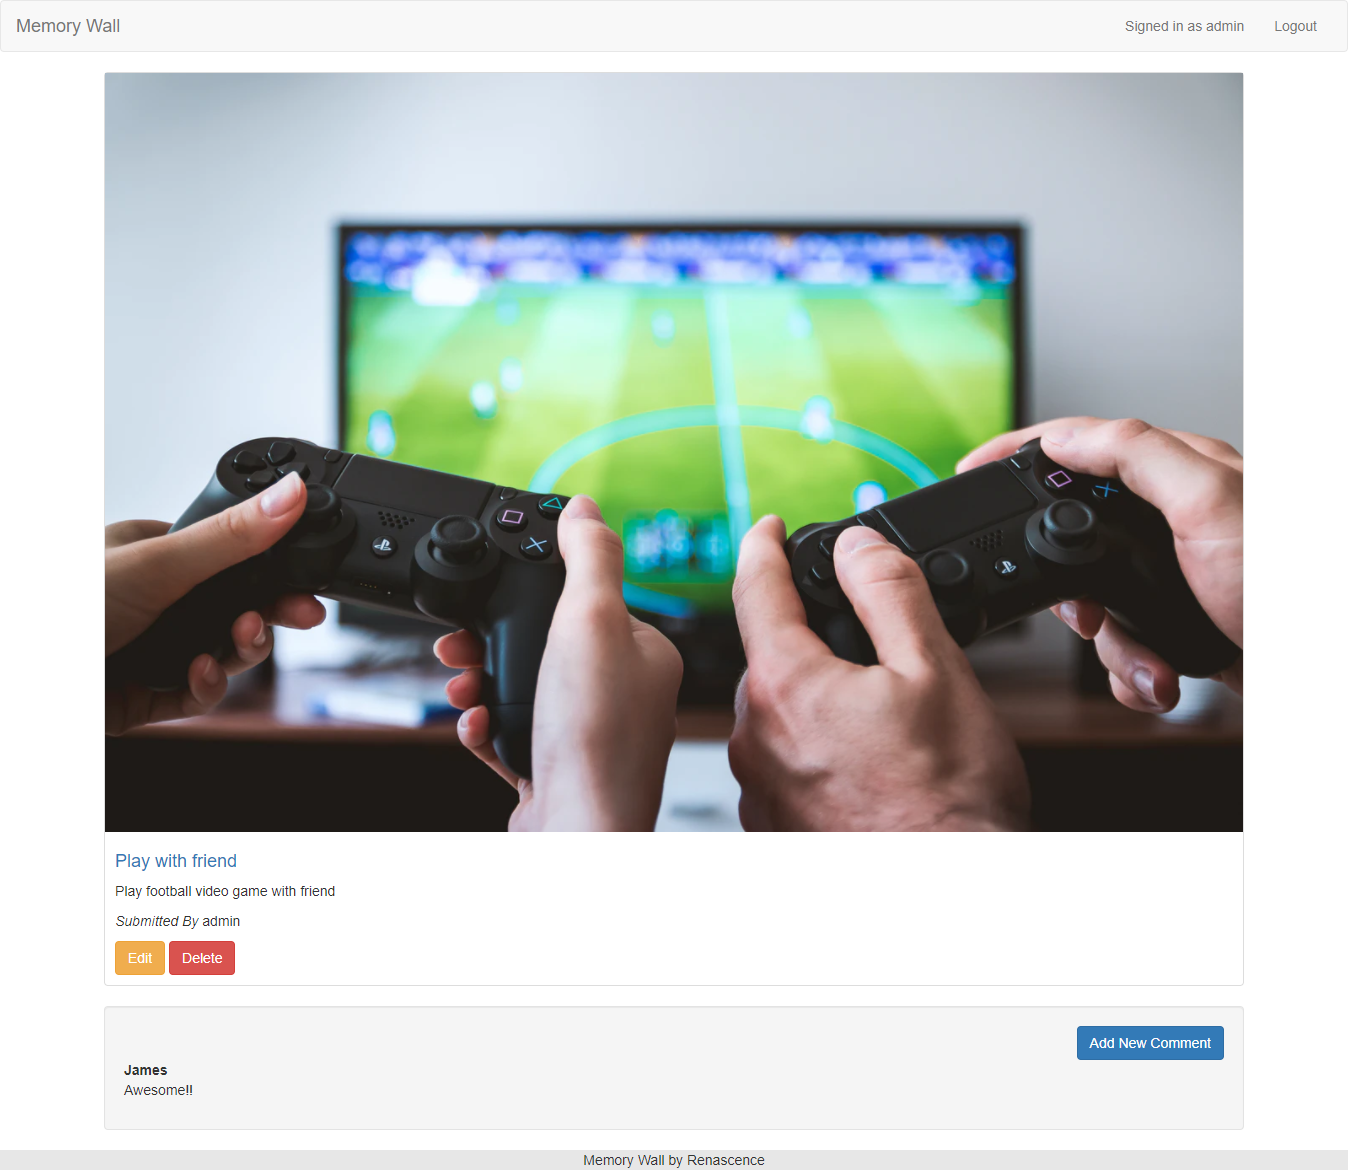 Memory Wall
Signed in as admin
Logout
Play with friend
Play football video game with friend
Submitted By admin
Edit
Delete
Add New Comment
James
Awesome!!
Memory Wall by Renascence